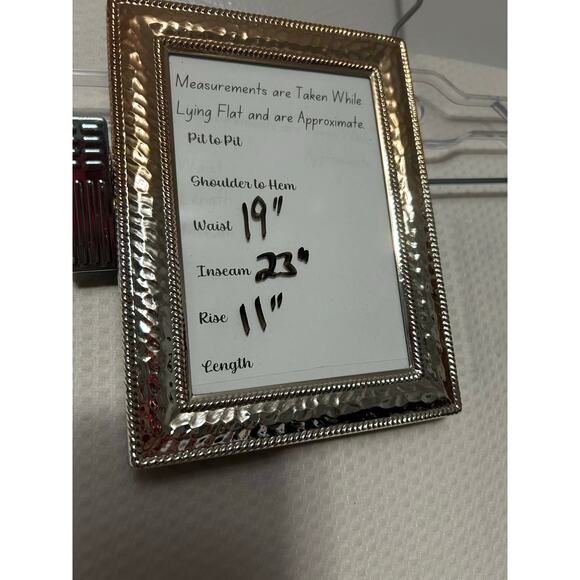 Measurements are Taken While
Lying Flat and are Approximate.
Pit to Pit
Shoulder to Hem
Waist 19"
Inseam 23"
Rise 11"
Length